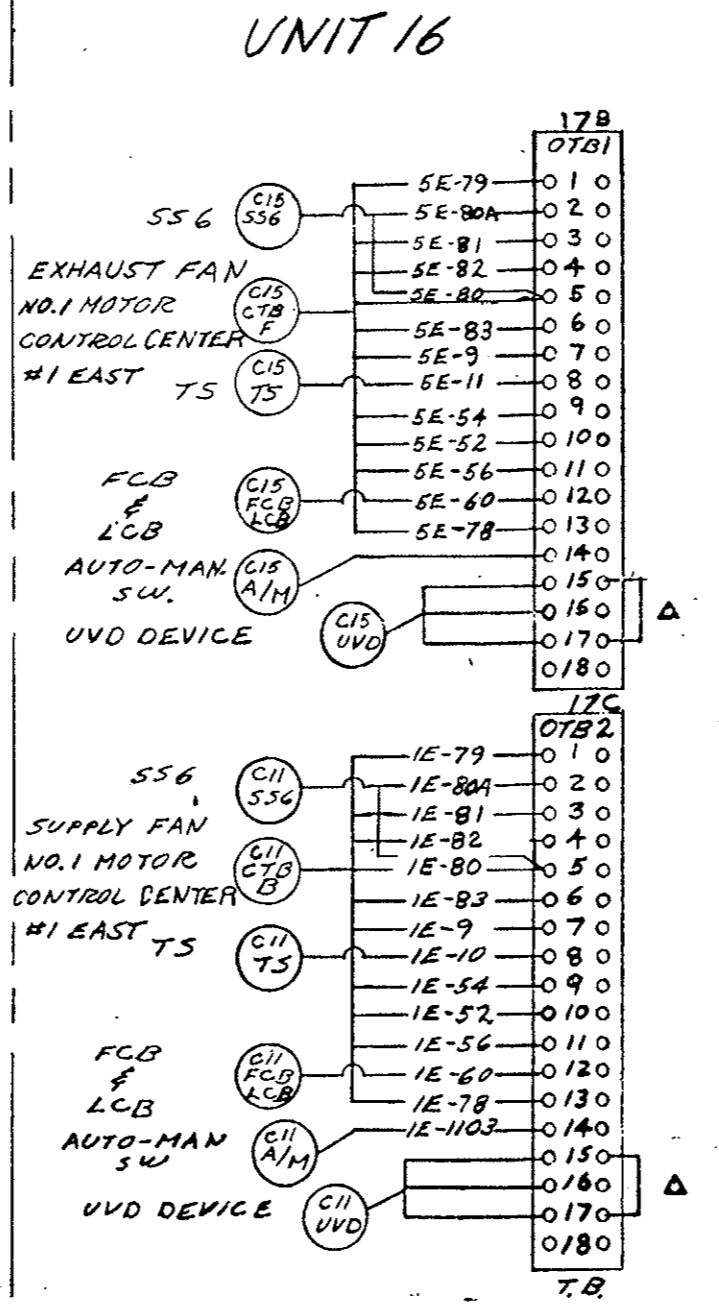 UNIT 16
17B
OTB1
5E-79 1
SS6 C15 SS6 5E-80A 2
5E-81 3
EXHAUST FAN 5E-82 4
NO.1 MOTOR C15 CTB F 5E-80 5
CONTROL CENTER 5E-83 6
#1 EAST 5E-9 7
TS C15 TS 5E-11 8
5E-54 9
5E-52 10
FCB 5E-56 11
& C15 FCB LCB 5E-60 12
LCB 5E-78 13
AUTO-MAN. C15 A/M 14
SW. 15
16 Δ
UVD DEVICE C15 UVD 17
18
17C
OTB2
1E-79 1
SS6 C11 SS6 1E-80A 2
1E-81 3
SUPPLY FAN 1E-82 4
NO.1 MOTOR C11 CTB B 1E-80 5
CONTROL CENTER 1E-83 6
#1 EAST 1E-9 7
TS C11 TS 1E-10 8
1E-54 9
1E-52 10
FCB 1E-56 11
& C11 FCB LCB 1E-60 12
LCB 1E-78 13
AUTO-MAN C11 A/M 1E-1103 14
SW 15
16 Δ
UVD DEVICE C11 UVD 17
18
T.B.